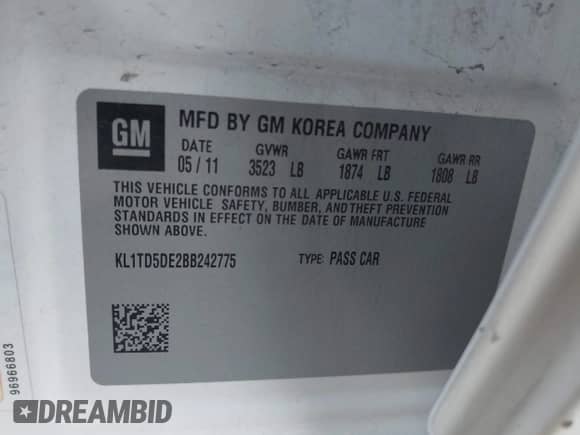 GM
MFD BY GM KOREA COMPANY
DATE GVWR GAWR FRT GAWR RR
05 / 11 3523 LB 1874 LB 1808 LB
THIS VEHICLE CONFORMS TO ALL APPLICABLE U.S. FEDERAL
MOTOR VEHICLE SAFETY, BUMPER, AND THEFT PREVENTION
STANDARDS IN EFFECT ON THE DATE OF MANUFACTURE
SHOWN ABOVE.
KL1TD5DE2BB242775 TYPE: PASS CAR
96966803
DREAMBID